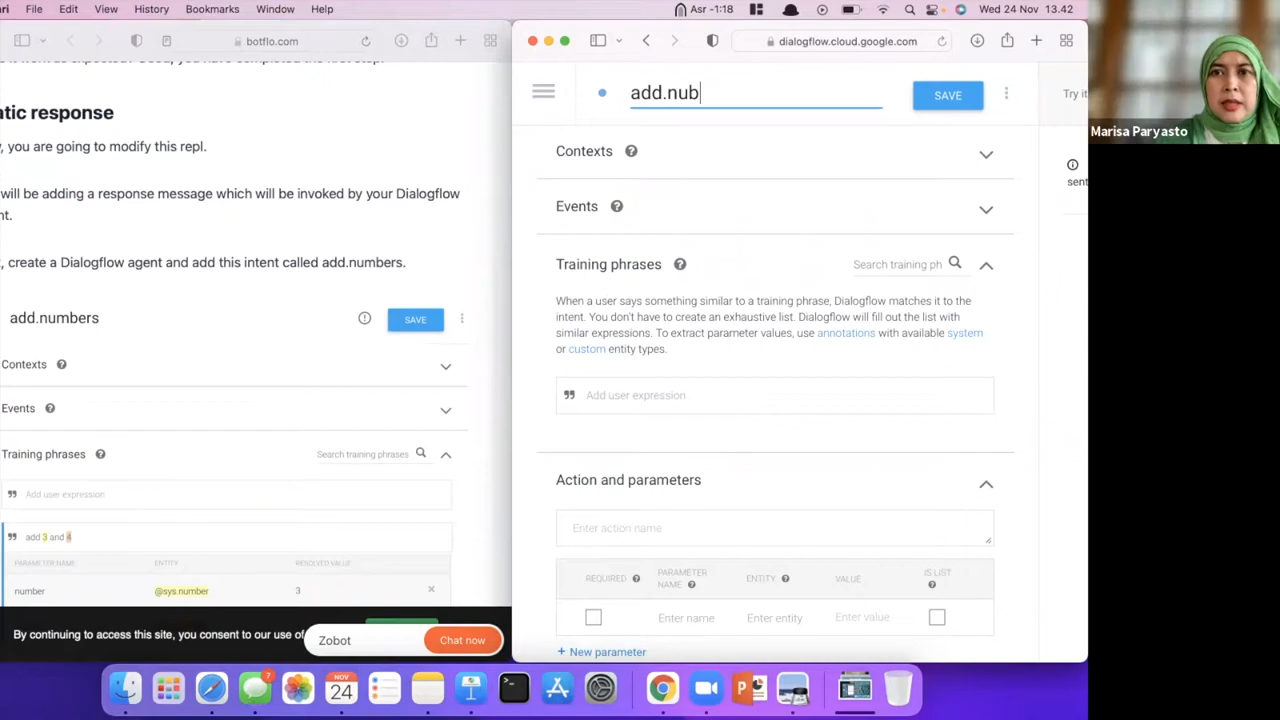 ari File Edit View History Bookmarks Window Help Asr -1:18 Wed 24 Nov 13.42
botflo.com
atic response
, you are going to modify this repl.
will be adding a response message which will be invoked by your Dialogflow
nt.
, create a Dialogflow agent and add this intent called add.numbers.
add.numbers
SAVE
Contexts ?
Events ?
Training phrases ? Search training phrases
Add user expression
add 3 and 4
PARAMETER NAME ENTITY RESOLVED VALUE
number @sys.number 3 ×
By continuing to access this site, you consent to our use of
Zobot Chat now
dialogflow.cloud.google.com
add.nub SAVE Try it
Contexts ?
Events ?
sent
Training phrases ? Search training ph
When a user says something similar to a training phrase, Dialogflow matches it to the
intent. You don't have to create an exhaustive list. Dialogflow will fill out the list with
similar expressions. To extract parameter values, use annotations with available system
or custom entity types.
Add user expression
Action and parameters
Enter action name
REQUIRED ? PARAMETER NAME ? ENTITY ? VALUE IS LIST ?
Enter name Enter entity Enter value
+ New parameter
Marisa Paryasto
7
NOV
24